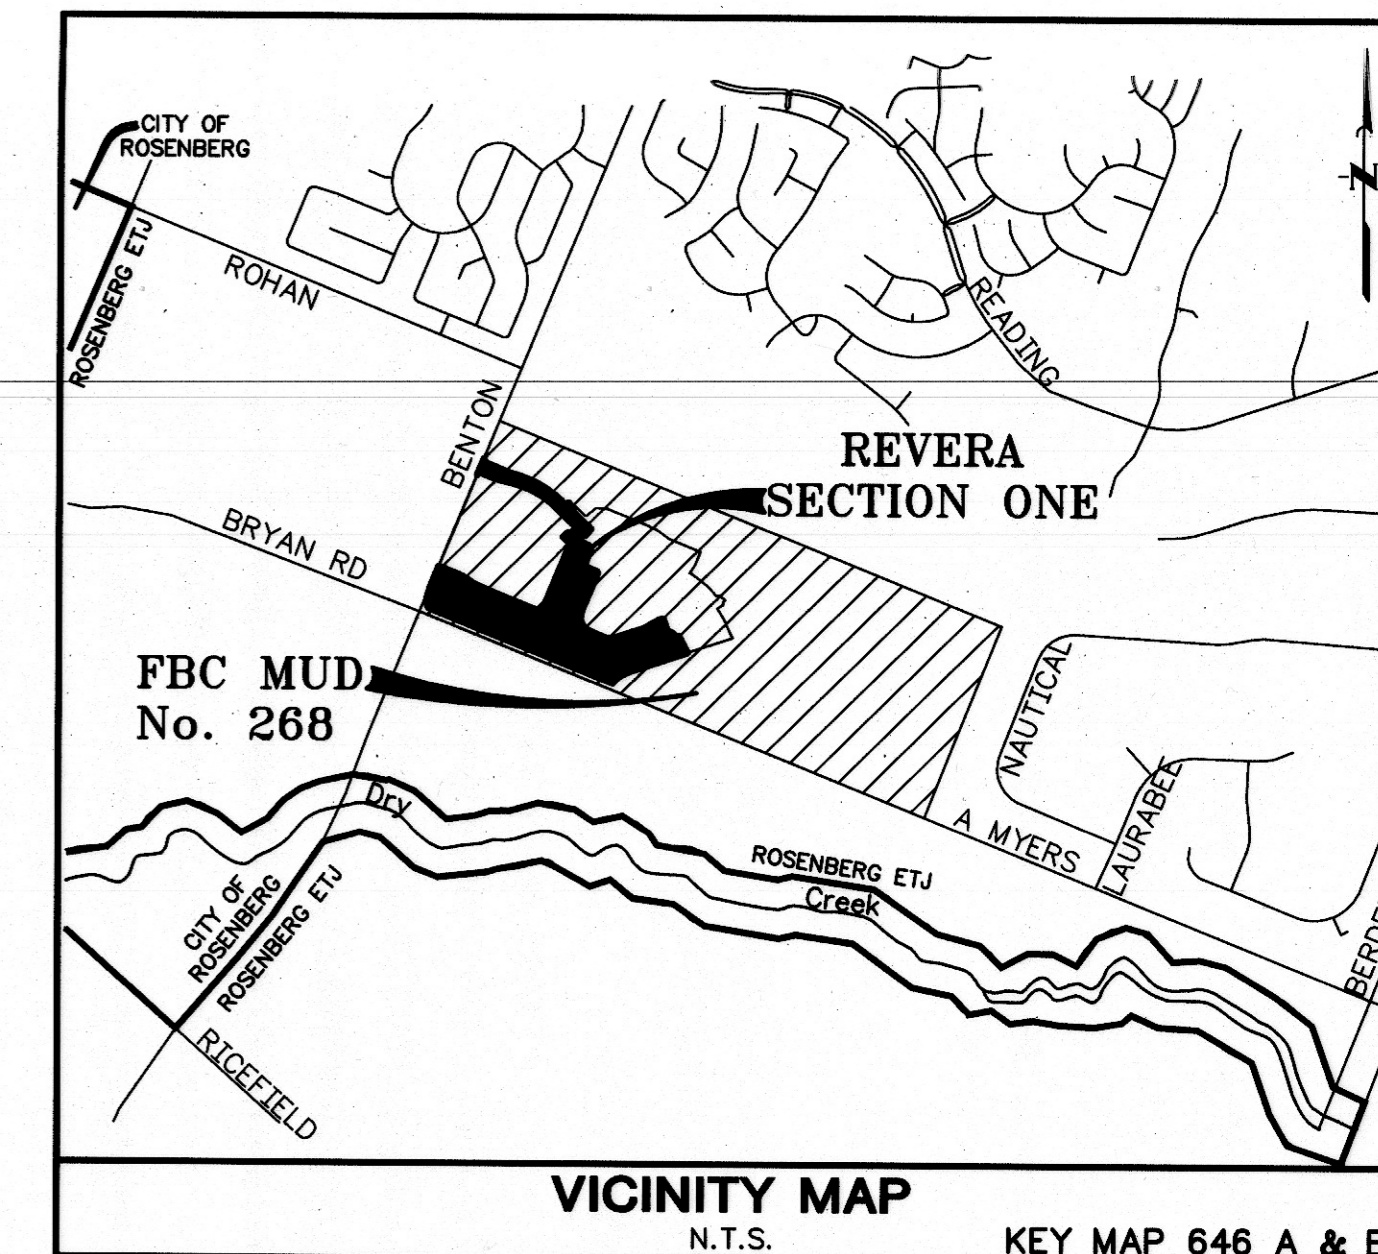 CITY OF
ROSENBERG
ROSENBERG ETJ
ROHAN
BENTON
READING
REVERA
SECTION ONE
BRYAN RD
FBC MUD
No. 268
NAUTICAL
LAURABEE
A MYERS
Dry
ROSENBERG ETJ
Creek
CITY OF
ROSENBERG
ROSENBERG ETJ
RICEFIELD
N
VICINITY MAP
N.T.S.
KEY MAP 646 A &